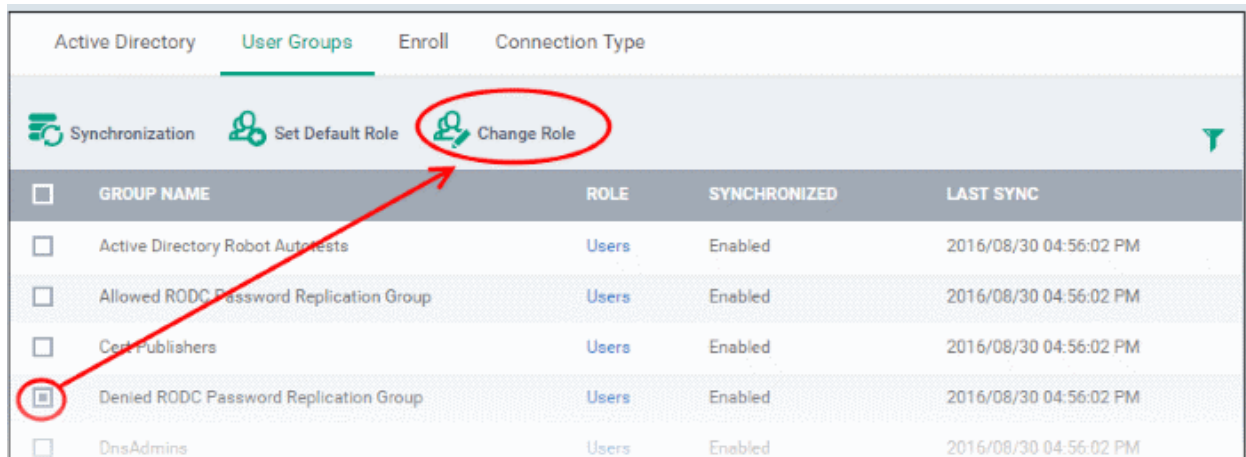 Active Directory User Groups Enroll Connection Type
Synchronization Set Default Role Change Role
GROUP NAME ROLE SYNCHRONIZED LAST SYNC
Active Directory Robot Autotests Users Enabled 2016/08/30 04:56:02 PM
Allowed RODC Password Replication Group Users Enabled 2016/08/30 04:56:02 PM
Cert Publishers Users Enabled 2016/08/30 04:56:02 PM
Denied RODC Password Replication Group Users Enabled 2016/08/30 04:56:02 PM
DnsAdmins Users Enabled 2016/08/30 04:56:02 PM